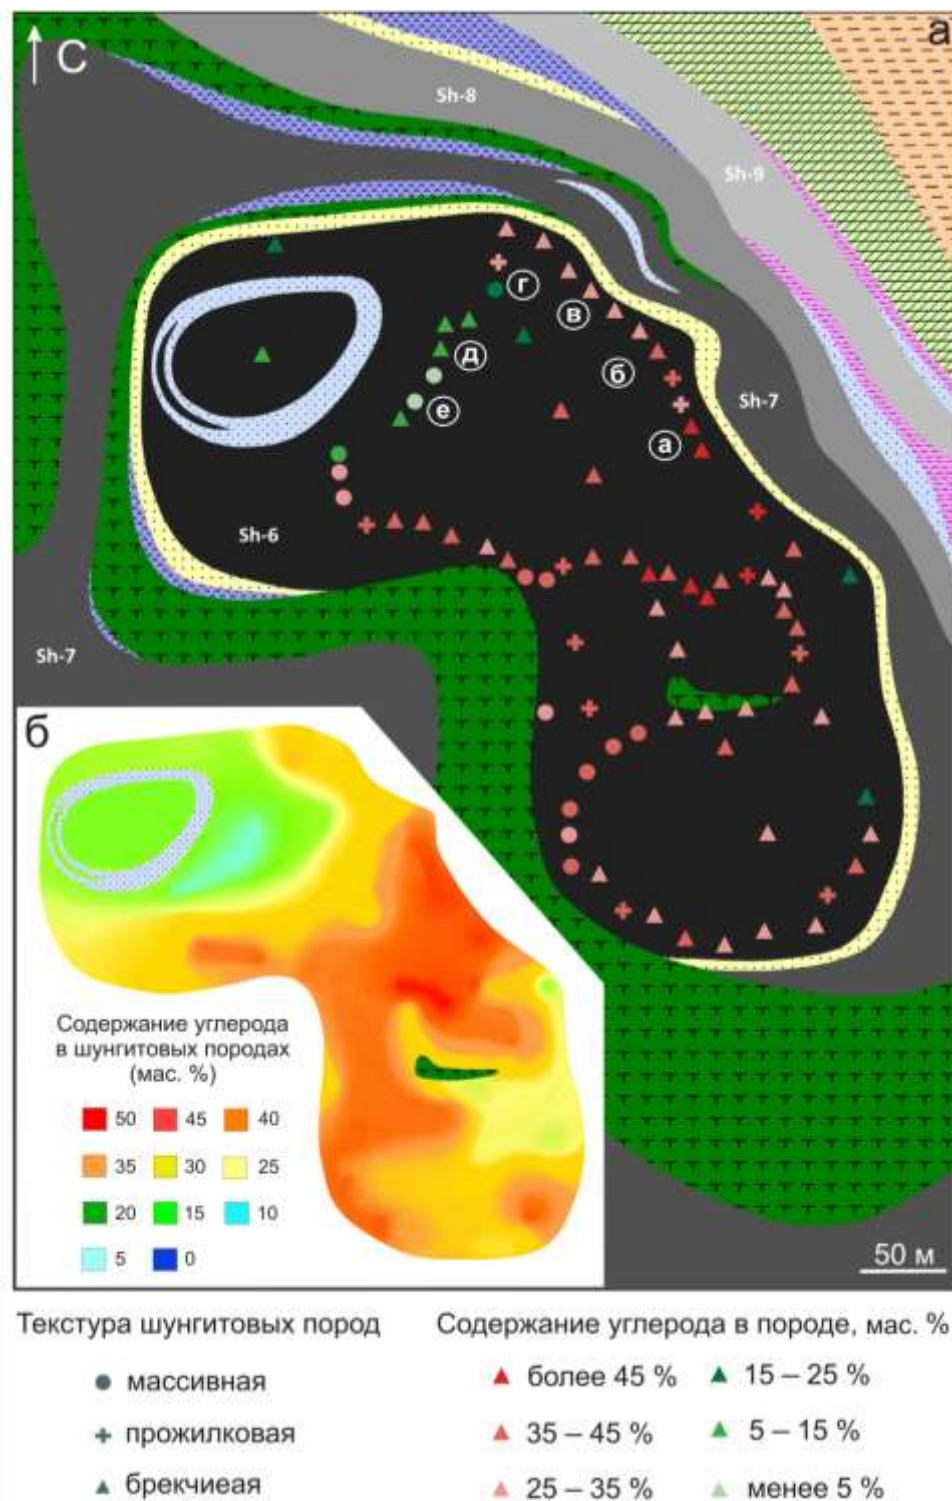 С
а
Sh-8
Sh-9
г
в
д
б
Sh-7
е
а
Sh-6
Sh-7
б
Содержание углерода
в шунгитовых породах
(мас. %)
50 45 40
35 30 25
20 15 10
5 0
50 м
Текстура шунгитовых пород
массивная
прожилковая
брекчиеая
Содержание углерода в породе, мас. %
более 45 % 15 – 25 %
35 – 45 % 5 – 15 %
25 – 35 % менее 5 %